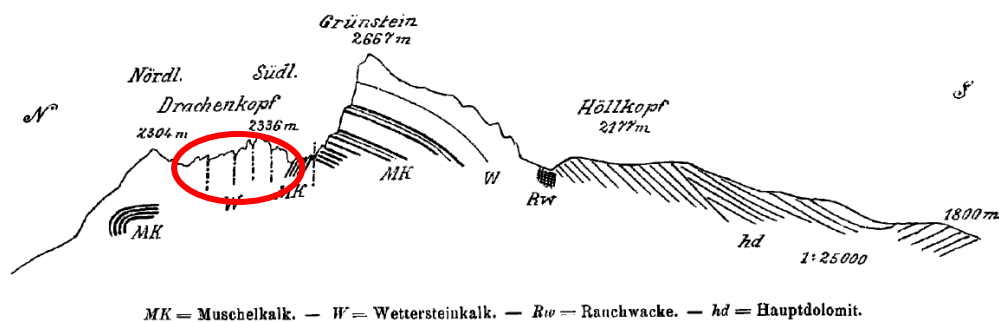 Grünstein
2667 m
Nördl. Südl.
Drachenkopf
2304 m 2336 m
N
S
Höllkopf
2177 m
MK
W
MK
MK
W
Rw
hd
1800 m
1:25000
MK = Muschelkalk. — W = Wettersteinkalk. — Rw = Rauchwacke. — hd = Hauptdolomit.